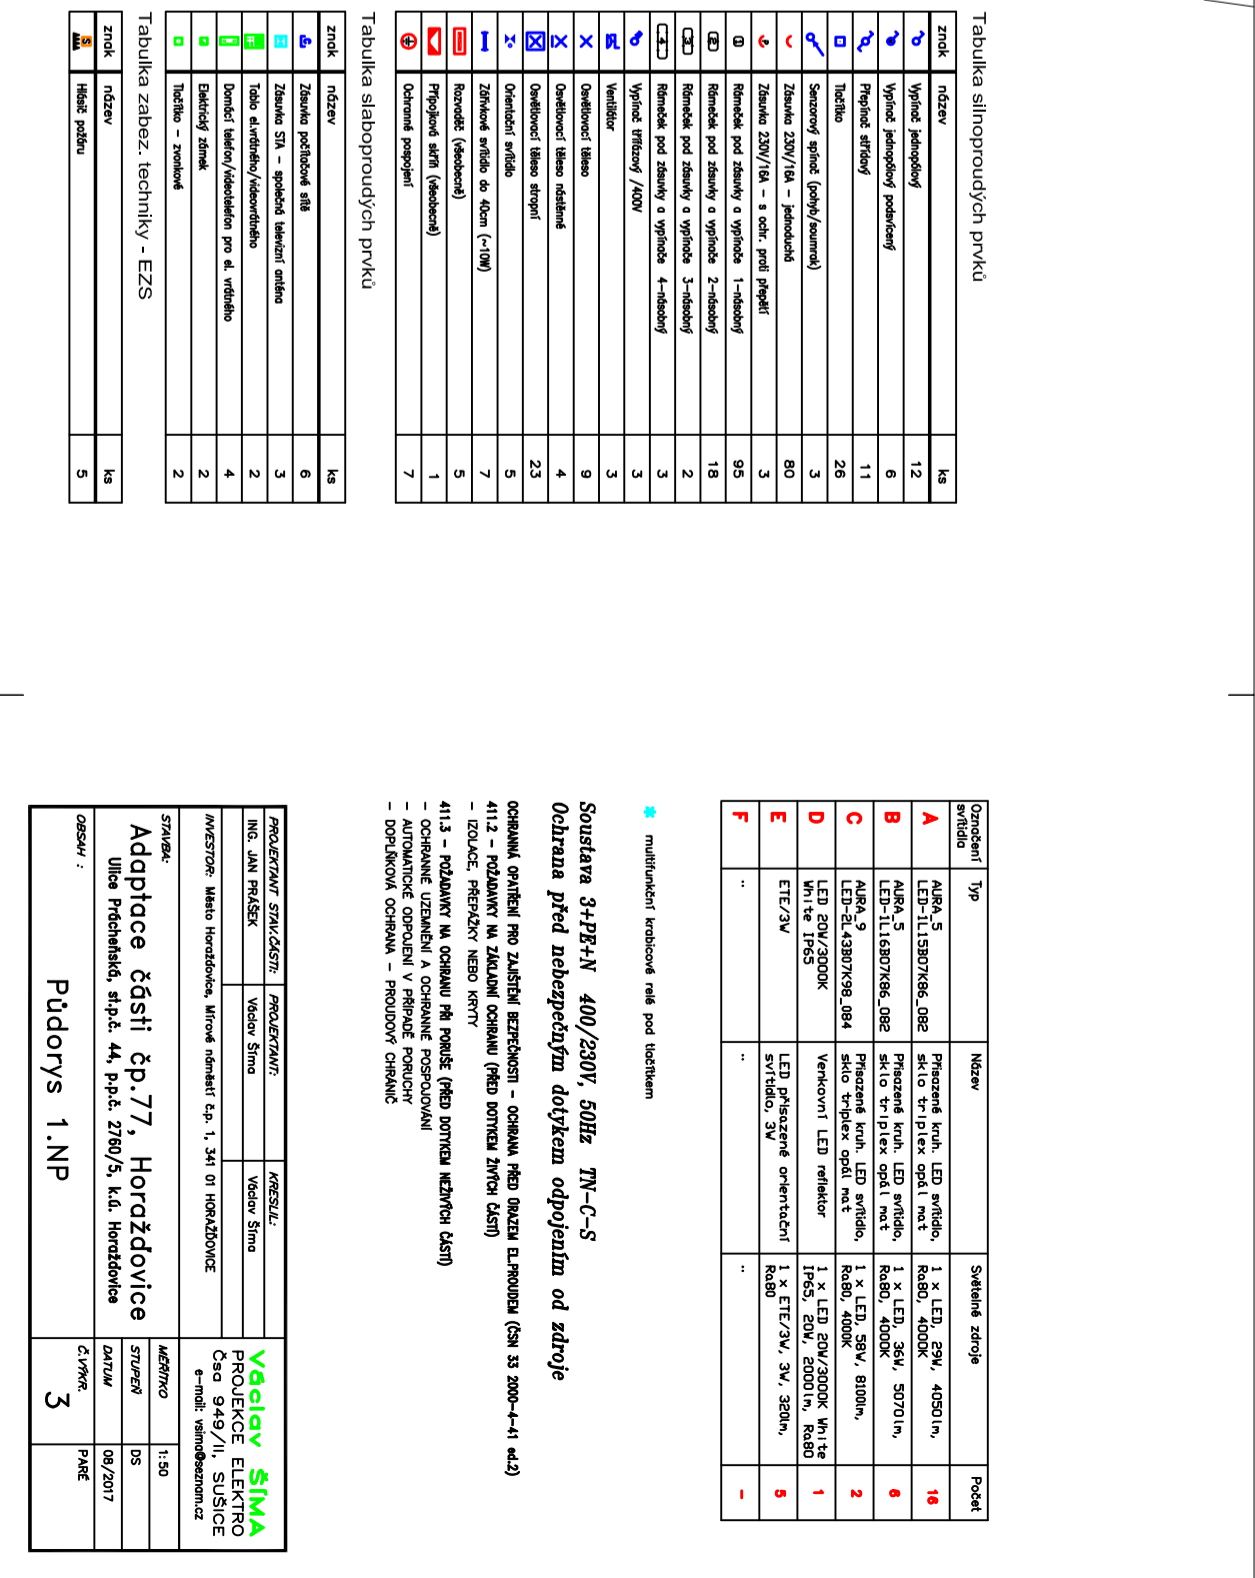 Tabulka silnoproudých prvků
znak název ks
Vypínač jednopólový 12
Vypínač jednopólový podsvícený 6
Přepínač střídavý 11
Tlačítko 26
Senzorový spínač (pohyb/soumrak) 3
Zásuvka 230V/16A – jednoduchá 80
Zásuvka 230V/16A – s ochr. proti přepětí 3
1 Rámeček pod zásuvky a vypínače 1-násobný 95
2 Rámeček pod zásuvky a vypínače 2-násobný 18
3 Rámeček pod zásuvky a vypínače 3-násobný 2
4 Rámeček pod zásuvky a vypínače 4-násobný 3
Vypínač třífázový /400V 3
Ventilátor 3
Osvětlovací těleso 9
Osvětlovací těleso nástěnné 4
Osvětlovací těleso stropní 23
Orientační svítidlo 5
Zářivkové svítidlo do 40cm (~10W) 7
Rozvaděč (všeobecně) 5
Přípojková skříň (všeobecně) 1
Ochranné pospojení 7
Tabulka slaboproudých prvků
znak název ks
Zásuvka počítačové sítě 6
Zásuvka STA – společná televizní anténa 3
Tablo el.vrátného/videovrátného 2
Domácí telefon/videotelefon pro el. vrátného 4
Elektrický zámek 2
Tlačítko – zvonkové 2
Tabulka zabez. techniky - EZS
znak název ks
S Hlásič požáru 5
Označení svítidla Typ Název Světelné zdroje Počet
A AURA_5 LED-1L15B07K86_082 Přisazené kruh. LED svítidlo, sklo triplex opál mat 1 x LED, 29W, 4050lm, Ra80, 4000K 16
B AURA_5 LED-1L16B07K86_082 Přisazené kruh. LED svítidlo, sklo triplex opál mat 1 x LED, 36W, 5070lm, Ra80, 4000K 6
C AURA_9 LED-2L43B07K98_084 Přisazené kruh. LED svítidlo, sklo triplex opál mat 1 x LED, 58W, 8100lm, Ra80, 4000K 2
D LED 20W/3000K White IP65 Venkovní LED reflektor 1 x LED 20W/3000K White IP65, 20W, 2000lm, Ra80 1
E ETE/3W LED přisazené orientační svítidlo, 3W 1 x ETE/3W, 3W, 320lm, Ra80 5
F .. .. .. –
* multifunkční krabicové relé pod tlačítkem
Soustava 3+PE+N 400/230V, 50Hz TN-C-S
Ochrana před nebezpečným dotykem odpojením od zdroje
OCHRANNÁ OPATŘENÍ PRO ZAJIŠTĚNÍ BEZPEČNOSTI – OCHRANA PŘED ÚRAZEM EL.PROUDEM (ČSN 33 2000-4-41 ed.2)
411.2 – POŽADAVKY NA ZÁKLADNÍ OCHRANU (PŘED DOTYKEM ŽIVÝCH ČÁSTÍ)
– IZOLACE, PŘEPÁŽKY NEBO KRYTY
411.3 – POŽADAVKY NA OCHRANU PŘI PORUŠE (PŘED DOTYKEM NEŽIVÝCH ČÁSTÍ)
– OCHRANNÉ UZEMNĚNÍ A OCHRANNÉ POSPOJOVÁNÍ
– AUTOMATICKÉ ODPOJENÍ V PŘÍPADĚ PORUCHY
– DOPLŇKOVÁ OCHRANA – PROUDOVÝ CHRÁNIČ
PROJEKTANT STAV.ČÁSTI: PROJEKTANT: KRESLIL:
ING. JAN PRÁŠEK Václav Šíma Václav Šíma
INVESTOR: Město Horažďovice, Mírové náměstí č.p. 1, 341 01 HORAŽĎOVICE
Václav ŠÍMA
PROJEKCE ELEKTRO
Čsa 949/II, SUŠICE
e-mail: vsima@seznam.cz
STAVBA:
Adaptace části čp.77, Horažďovice
Ulice Prácheňská, st.p.č. 44, p.p.č. 2760/5, k.ú. Horažďovice
MĚŘÍTKO 1:50
STUPEŇ DS
DATUM 08/2017
OBSAH :
Půdorys 1.NP
Č.VÝKR. PARÉ
3